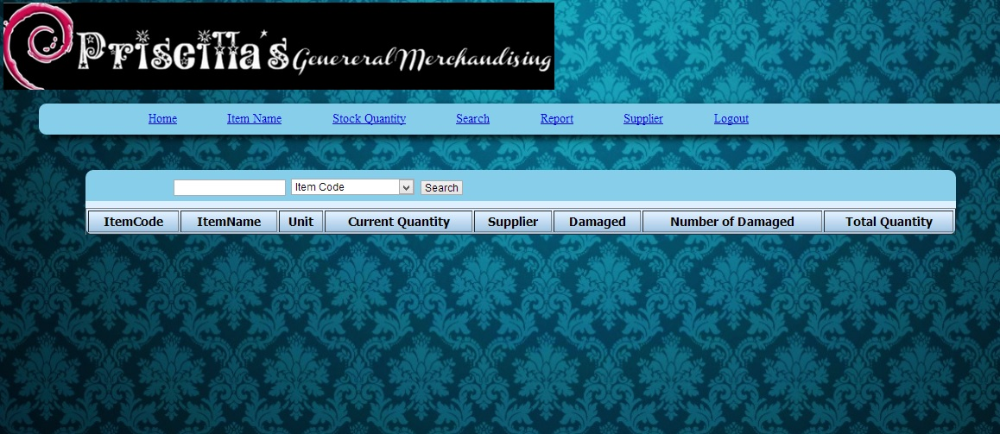 Priscilla's Genereral Merchandising
Home Item Name Stock Quantity Search Report Supplier Logout
Item Code Search
ItemCode ItemName Unit Current Quantity Supplier Damaged Number of Damaged Total Quantity